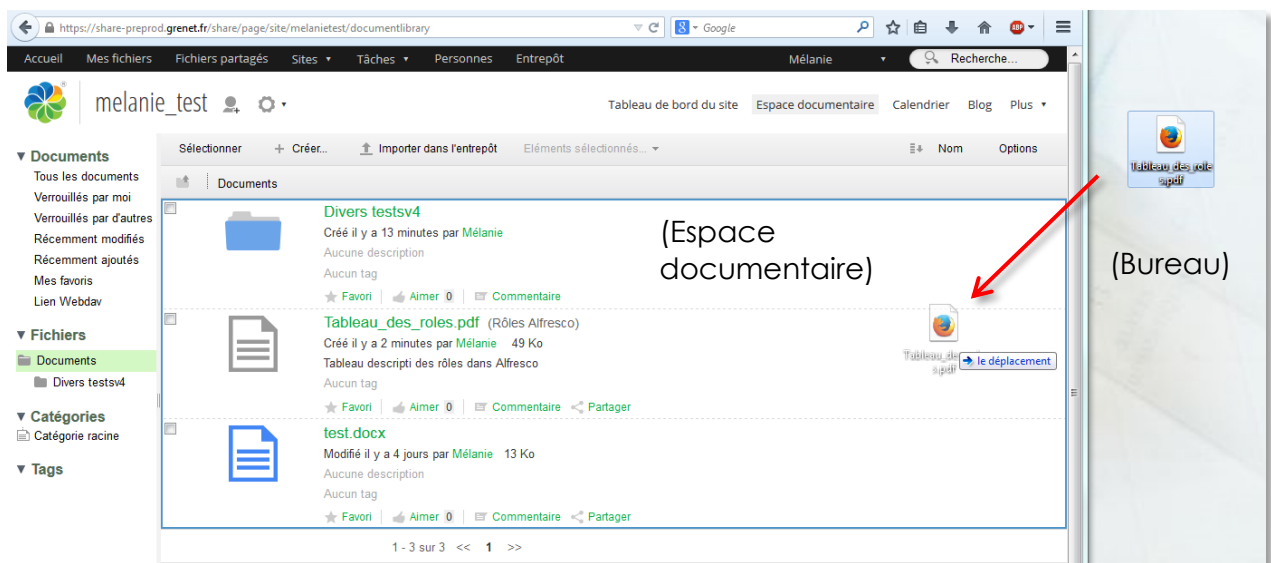 https://share-preprod.grenet.fr/share/page/site/melanietest/documentlibrary
Google
ABP
Accueil Mes fichiers Fichiers partagés Sites Tâches Personnes Entrepôt Mélanie Recherche...
melanie_test
Tableau de bord du site Espace documentaire Calendrier Blog Plus
Sélectionner + Créer... Importer dans l'entrepôt Eléments sélectionnés... Nom Options
Documents
Documents
Tous les documents
Verrouillés par moi
Verrouillés par d'autres
Récemment modifiés
Récemment ajoutés
Mes favoris
Lien Webdav
Fichiers
Documents
Divers testsv4
Catégories
Catégorie racine
Tags
Divers testsv4
Créé il y a 13 minutes par Mélanie
Aucune description
Aucun tag
Favori Aimer 0 Commentaire
Tableau_des_roles.pdf (Rôles Alfresco)
Créé il y a 2 minutes par Mélanie 49 Ko
Tableau descripti des rôles dans Alfresco
Aucun tag
Favori Aimer 0 Commentaire Partager
test.docx
Modifié il y a 4 jours par Mélanie 13 Ko
Aucune description
Aucun tag
Favori Aimer 0 Commentaire Partager
1 - 3 sur 3 << 1 >>
(Espace
documentaire)
Tableau_de
s.pdf
le déplacement
Tableau_des_role
s.pdf
(Bureau)